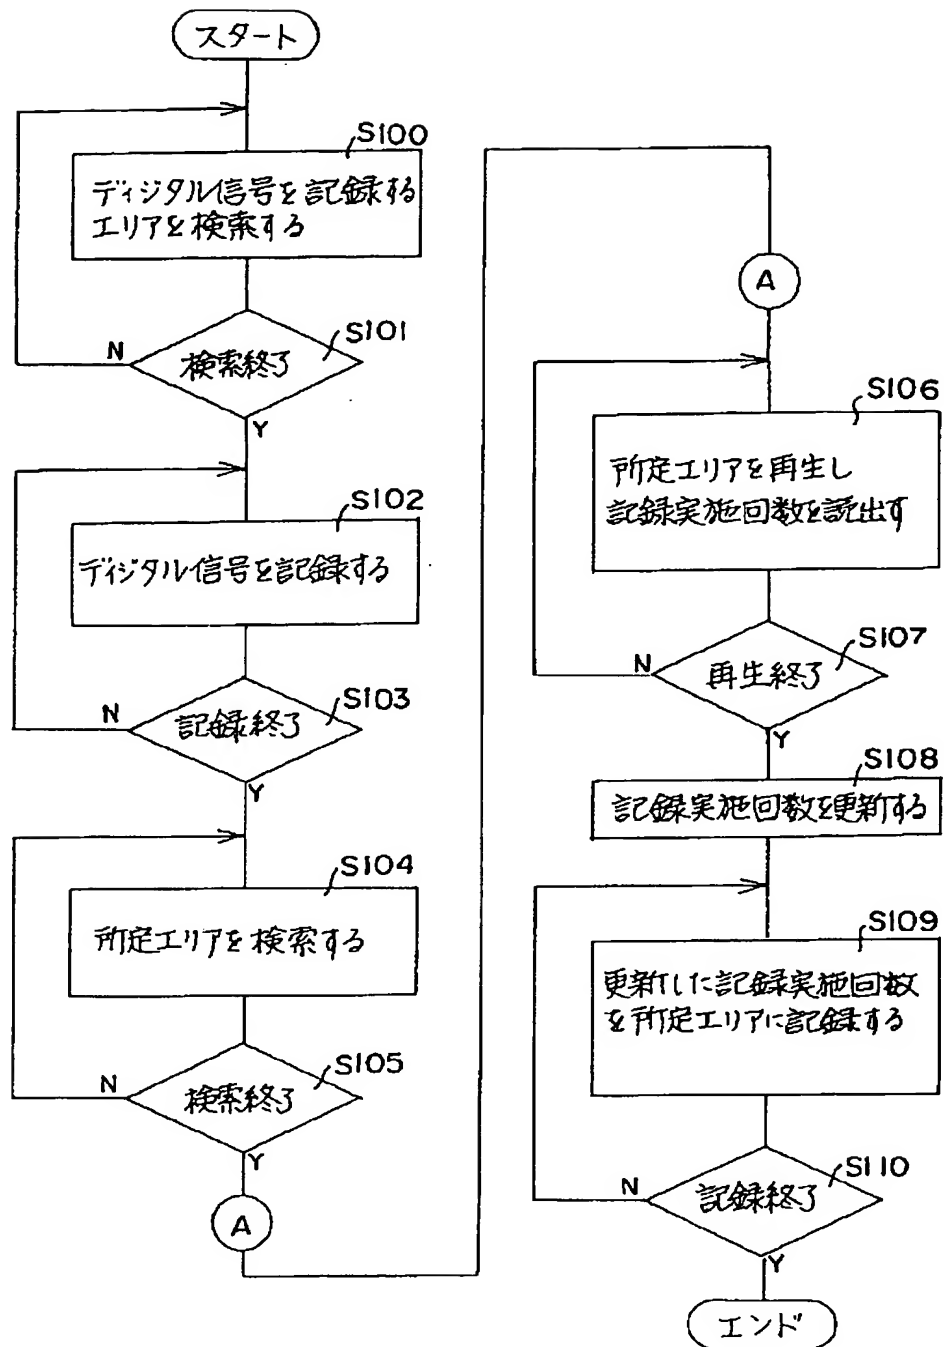 スタート
S100
ディジタル信号を記録する
エリアを検索する
S101
検索終了
N
Y
S102
ディジタル信号を記録する
S103
記録終了
N
Y
S104
所定エリアを検索する
S105
検索終了
N
Y
A
A
S106
所定エリアを再生し
記録実施回数を読出す
S107
再生終了
N
Y
S108
記録実施回数を更新する
S109
更新した記録実施回数
を所定エリアに記録する
S110
記録終了
N
Y
エンド